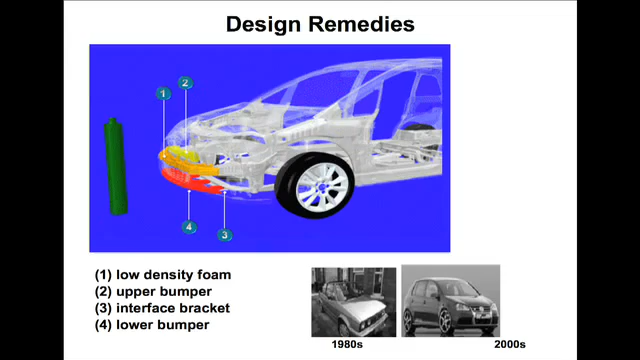 Design Remedies
1
2
4
3
(1) low density foam
(2) upper bumper
(3) interface bracket
(4) lower bumper
1980s
2000s